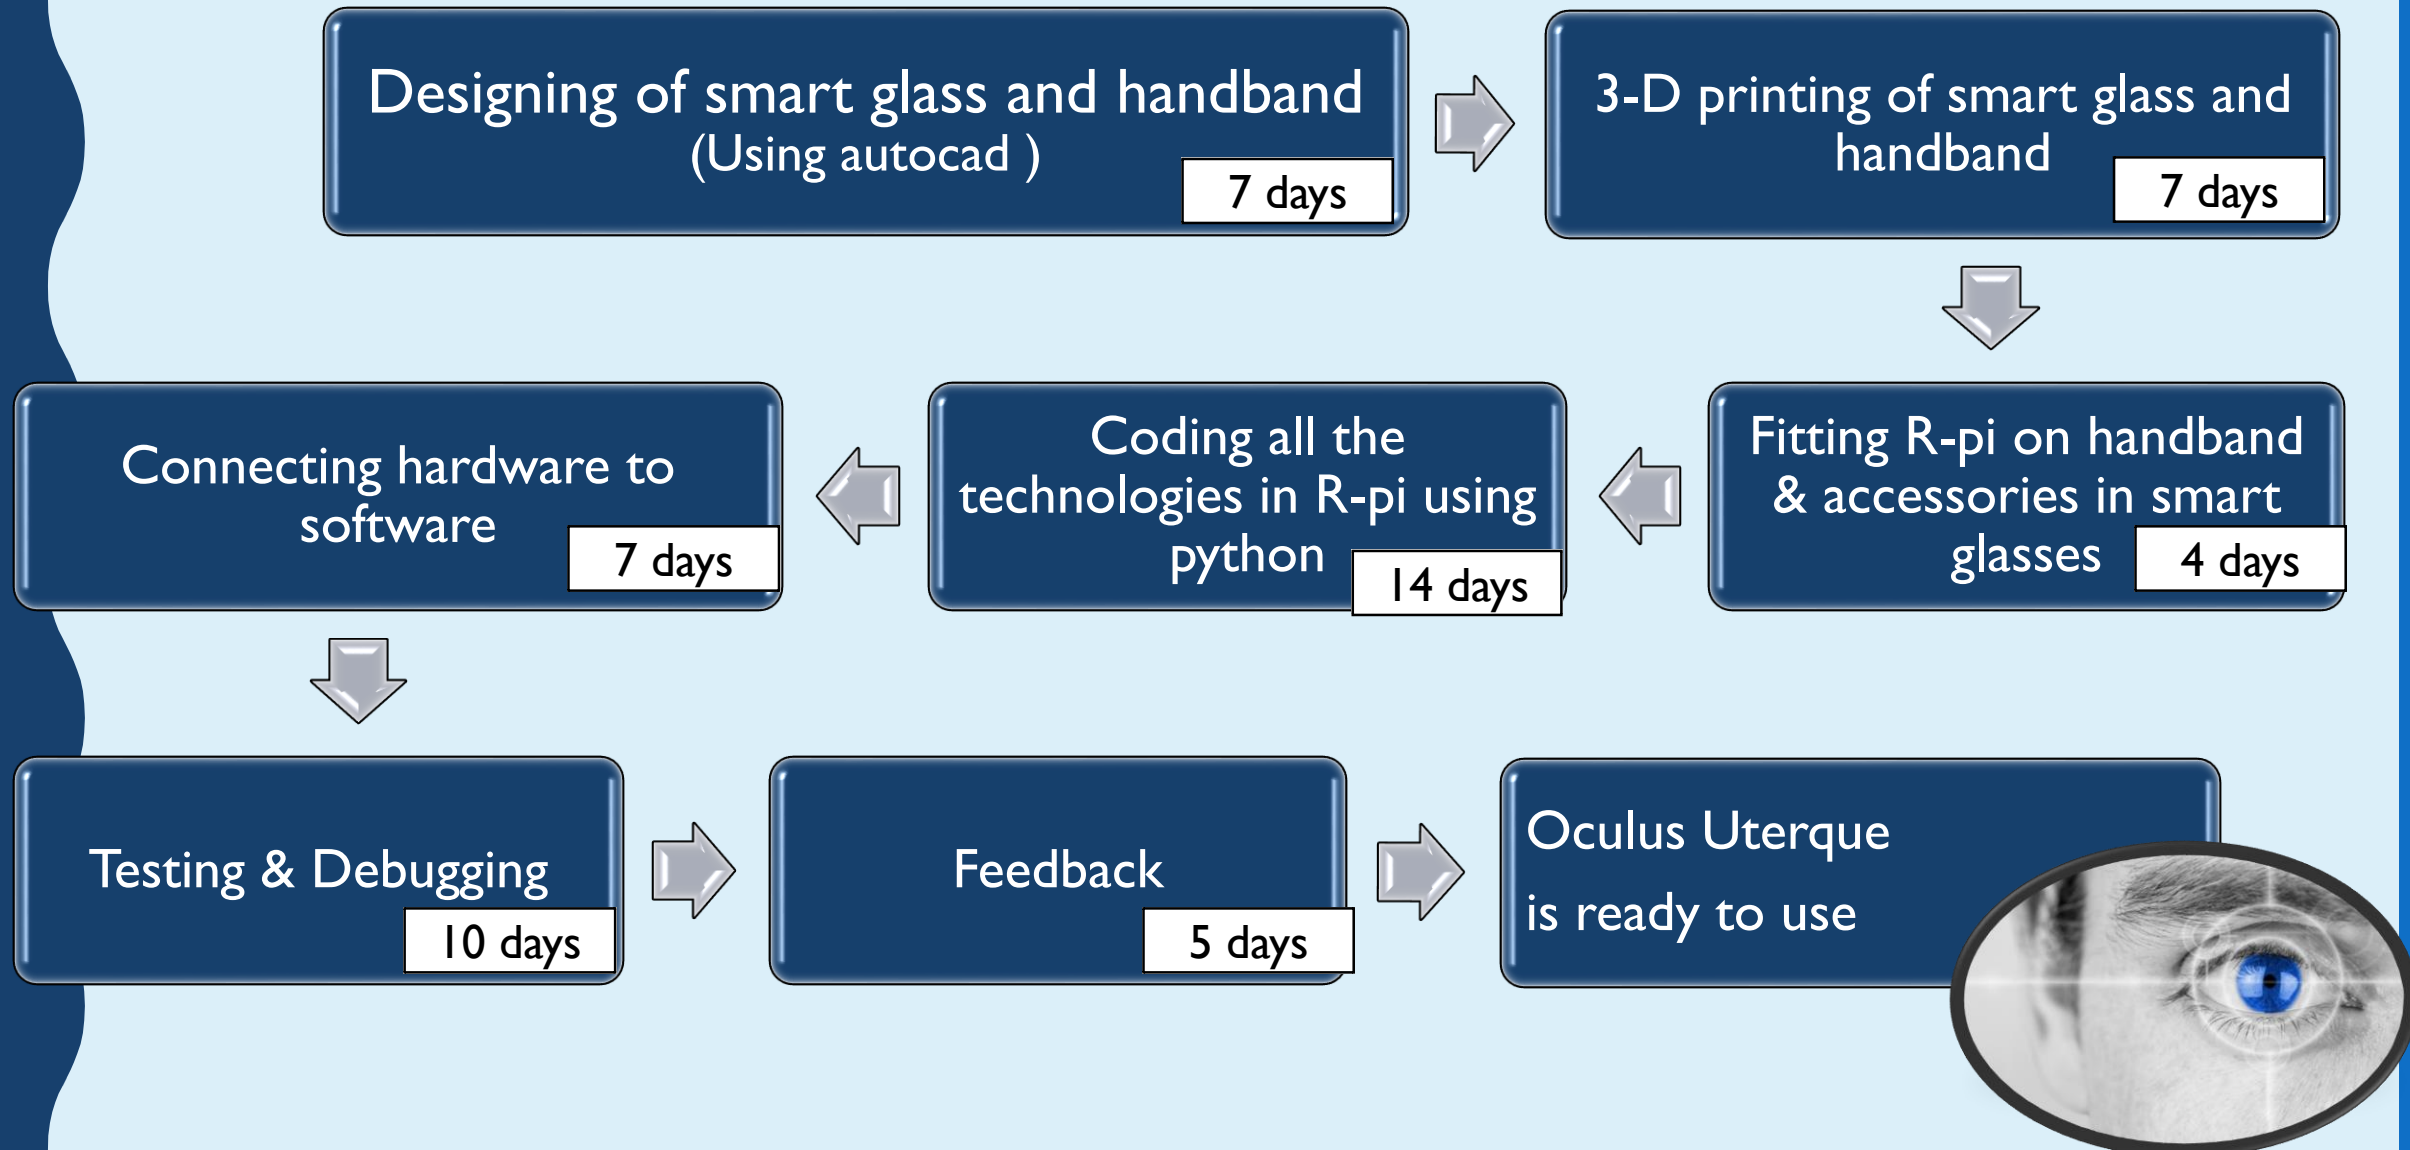 Designing of smart glass and handband
(Using autocad )
7 days
3-D printing of smart glass and
handband
7 days
Fitting R-pi on handband
& accessories in smart
glasses
4 days
Coding all the
technologies in R-pi using
python
14 days
Connecting hardware to
software
7 days
Testing & Debugging
10 days
Feedback
5 days
Oculus Uterque
is ready to use